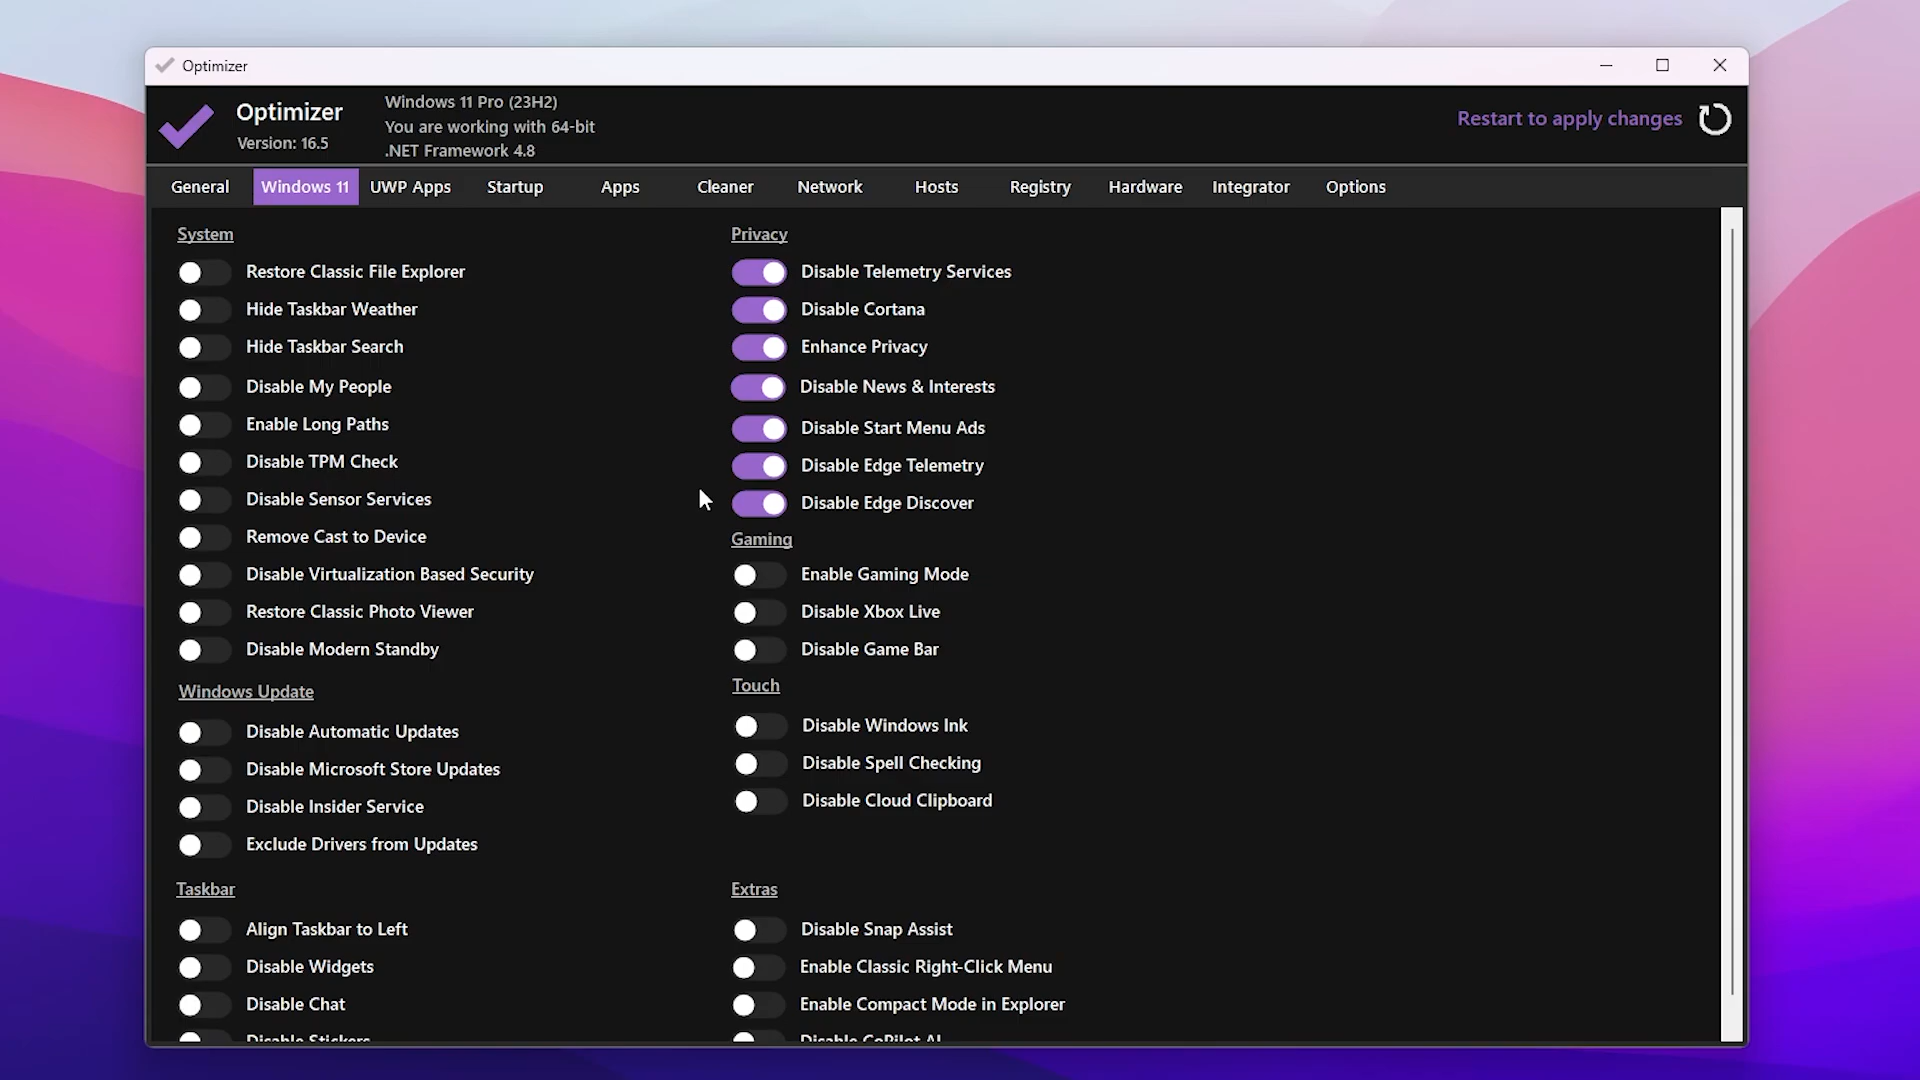 Optimizer
Optimizer
Version: 16.5
Windows 11 Pro (23H2)
You are working with 64-bit
.NET Framework 4.8
Restart to apply changes
General
Windows 11
UWP Apps
Startup
Apps
Cleaner
Network
Hosts
Registry
Hardware
Integrator
Options
System
Restore Classic File Explorer
Hide Taskbar Weather
Hide Taskbar Search
Disable My People
Enable Long Paths
Disable TPM Check
Disable Sensor Services
Remove Cast to Device
Disable Virtualization Based Security
Restore Classic Photo Viewer
Disable Modern Standby
Windows Update
Disable Automatic Updates
Disable Microsoft Store Updates
Disable Insider Service
Exclude Drivers from Updates
Taskbar
Align Taskbar to Left
Disable Widgets
Disable Chat
Disable Stickers
Privacy
Disable Telemetry Services
Disable Cortana
Enhance Privacy
Disable News & Interests
Disable Start Menu Ads
Disable Edge Telemetry
Disable Edge Discover
Gaming
Enable Gaming Mode
Disable Xbox Live
Disable Game Bar
Touch
Disable Windows Ink
Disable Spell Checking
Disable Cloud Clipboard
Extras
Disable Snap Assist
Enable Classic Right-Click Menu
Enable Compact Mode in Explorer
Disable CoPilot AI